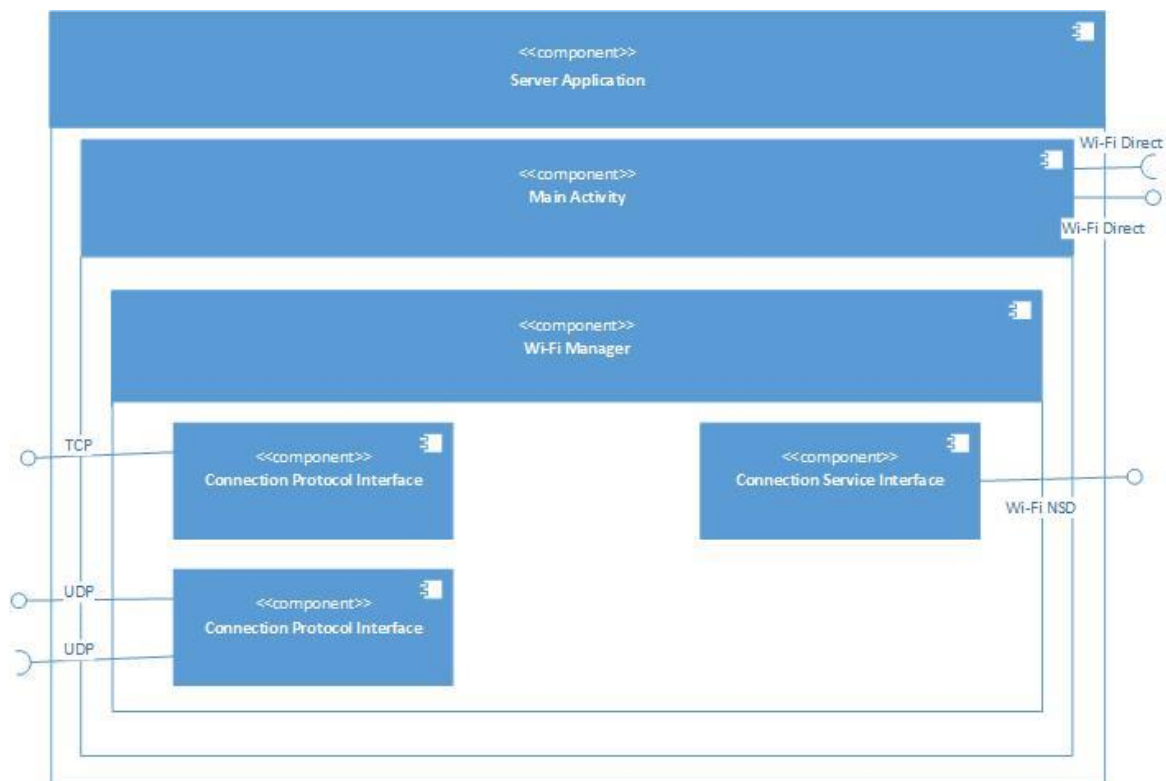 <<component>>
Server Application
Wi-Fi Direct
<<component>>
Main Activity
Wi-Fi Direct
<<component>>
Wi-Fi Manager
TCP
<<component>>
Connection Protocol Interface
<<component>>
Connection Service Interface
Wi-Fi NSD
UDP
<<component>>
Connection Protocol Interface
UDP